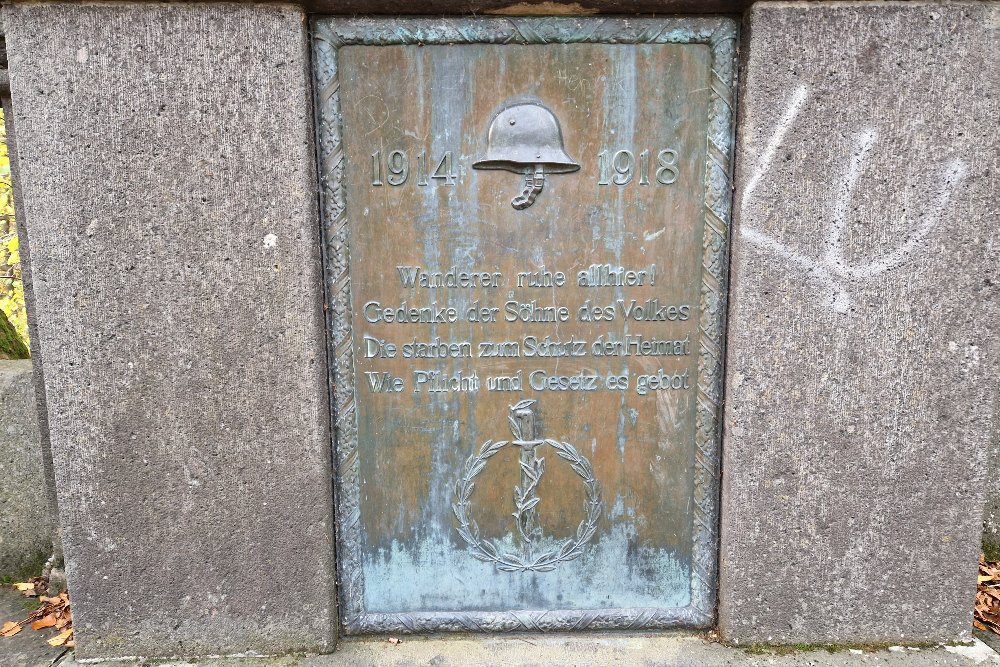 1914 1918
Wanderer ruhe allhier!
Gedenke der Söhne des Volkes
Die starben zum Schutz der Heimat
Wie Pflicht und Gesetz es gebot